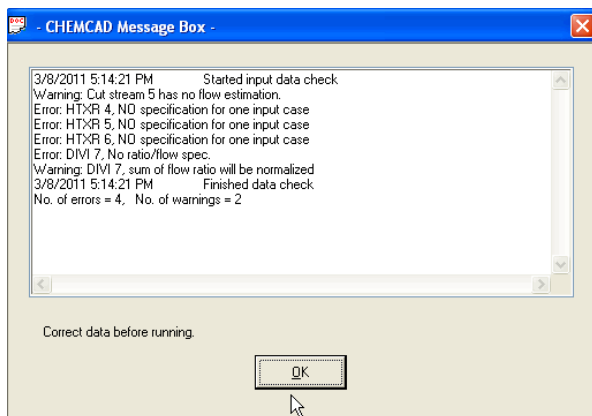 - CHEMCAD Message Box -
3/8/2011 5:14:21 PM Started input data check
Warning: Cut stream 5 has no flow estimation.
Error: HTXR 4, NO specification for one input case
Error: HTXR 5, NO specification for one input case
Error: HTXR 6, NO specification for one input case
Error: DIVI 7, No ratio/flow spec.
Warning: DIVI 7, sum of flow ratio will be normalized
3/8/2011 5:14:21 PM Finished data check
No. of errors = 4, No. of warnings = 2
Correct data before running.
OK